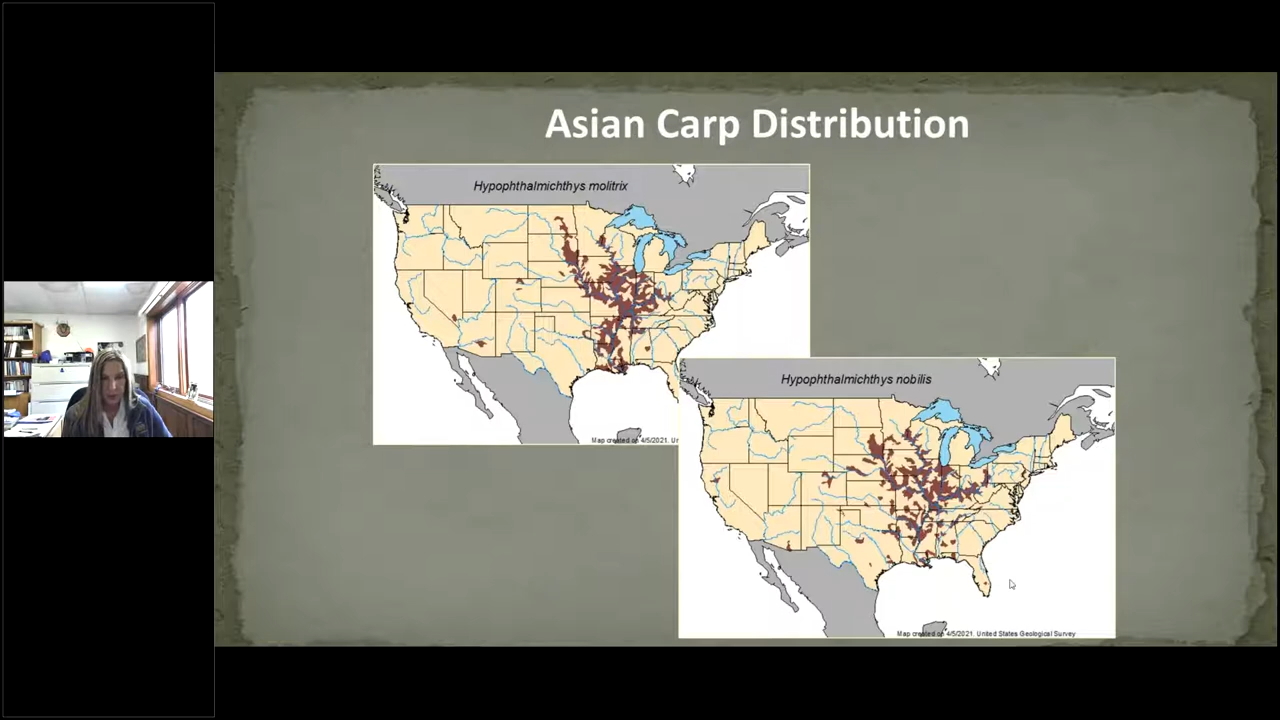 Asian Carp Distribution
Hypophthalmichthys molitrix
Map created on 4/5/2021. Ur
Hypophthalmichthys nobilis
Map created on 4/5/2021. United States Geological Survey